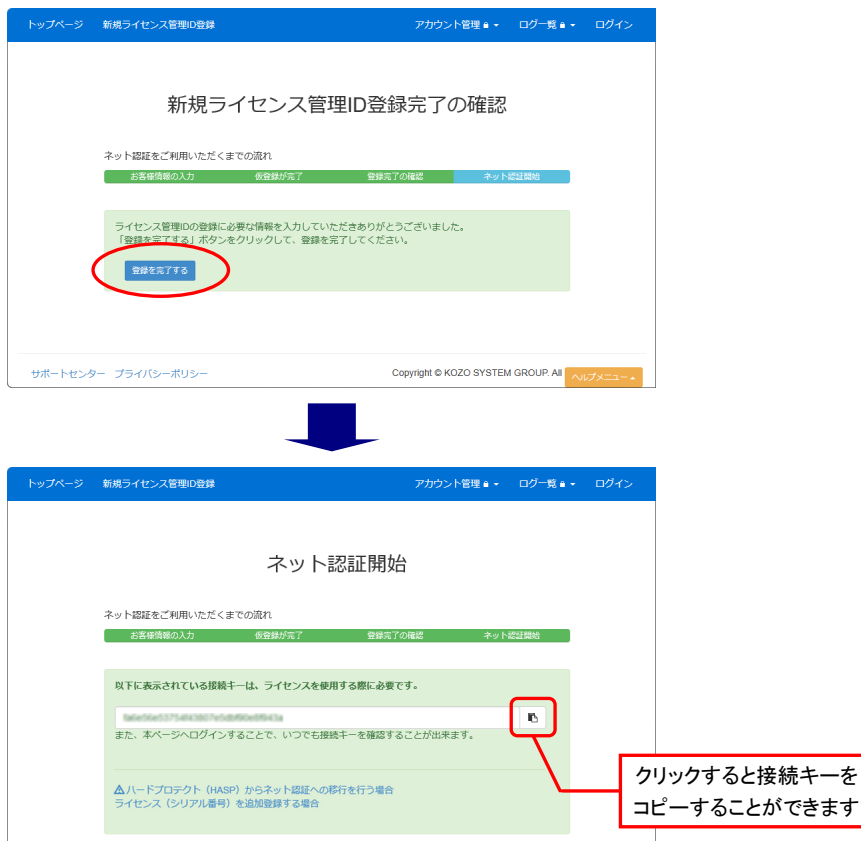 トップページ 新規ライセンス管理ID登録 アカウント管理 ログ一覧 ログイン
新規ライセンス管理ID登録完了の確認
ネット認証をご利用いただくまでの流れ
お客様情報の入力 仮登録が完了 登録完了の確認 ネット認証開始
ライセンス管理IDの登録に必要な情報を入力していただきありがとうございました。
「登録を完了する」ボタンをクリックして、登録を完了してください。
登録を完了する
サポートセンター プライバシーポリシー Copyright © KOZO SYSTEM GROUP. All ヘルプメニュー
トップページ 新規ライセンス管理ID登録 アカウント管理 ログ一覧 ログイン
ネット認証開始
ネット認証をご利用いただくまでの流れ
お客様情報の入力 仮登録が完了 登録完了の確認 ネット認証開始
以下に表示されている接続キーは、ライセンスを使用する際に必要です。
また、本ページへログインすることで、いつでも接続キーを確認することが出来ます。
クリックすると接続キーを
コピーすることができます
ハードプロテクト（HASP）からネット認証への移行を行う場合
ライセンス（シリアル番号）を追加登録する場合